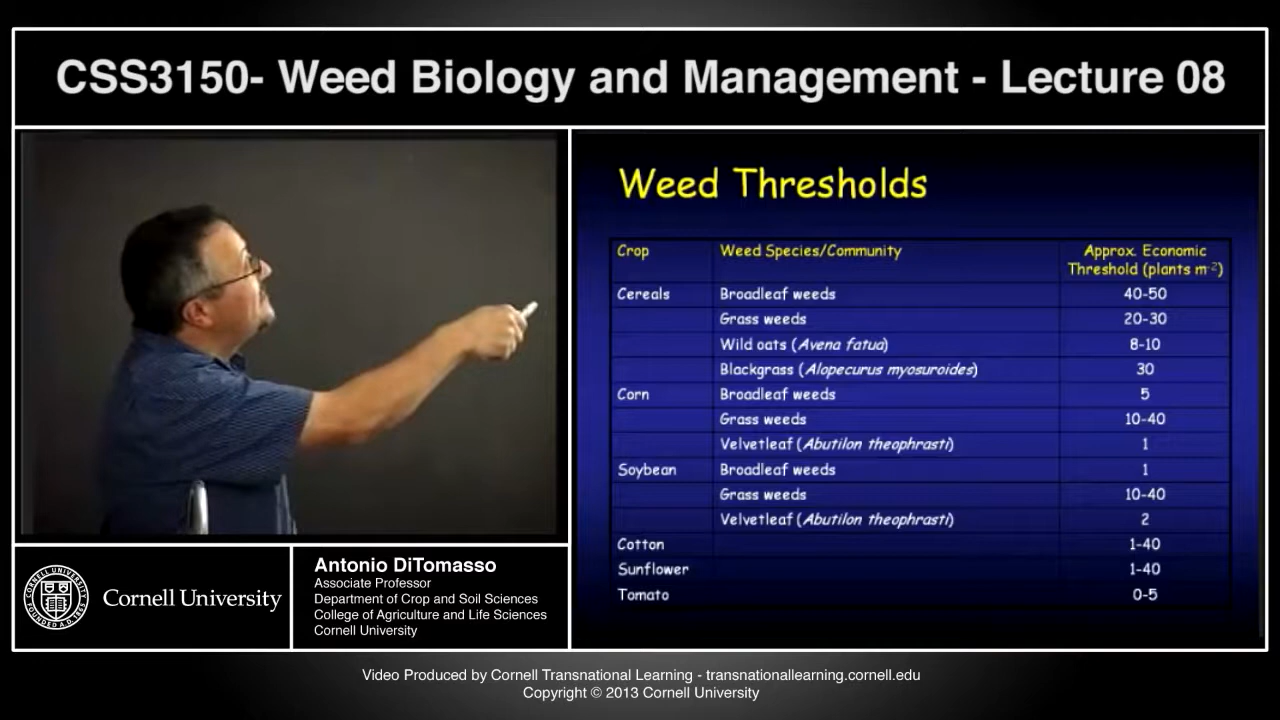 CSS3150- Weed Biology and Management - Lecture 08
Weed Thresholds
Crop Weed Species/Community Approx. Economic
Threshold (plants m-2)
Cereals Broadleaf weeds 40-50
Grass weeds 20-30
Wild oats (Avena fatua) 8-10
Blackgrass (Alopecurus myosuroides) 30
Corn Broadleaf weeds 5
Grass weeds 10-40
Velvetleaf (Abutilon theophrasti) 1
Soybean Broadleaf weeds 1
Grass weeds 10-40
Velvetleaf (Abutilon theophrasti) 2
Cotton 1-40
Sunflower 1-40
Tomato 0-5
Cornell University
Antonio DiTomasso
Associate Professor
Department of Crop and Soil Sciences
College of Agriculture and Life Sciences
Cornell University
Video Produced by Cornell Transnational Learning - transnationallearning.cornell.edu
Copyright © 2013 Cornell University